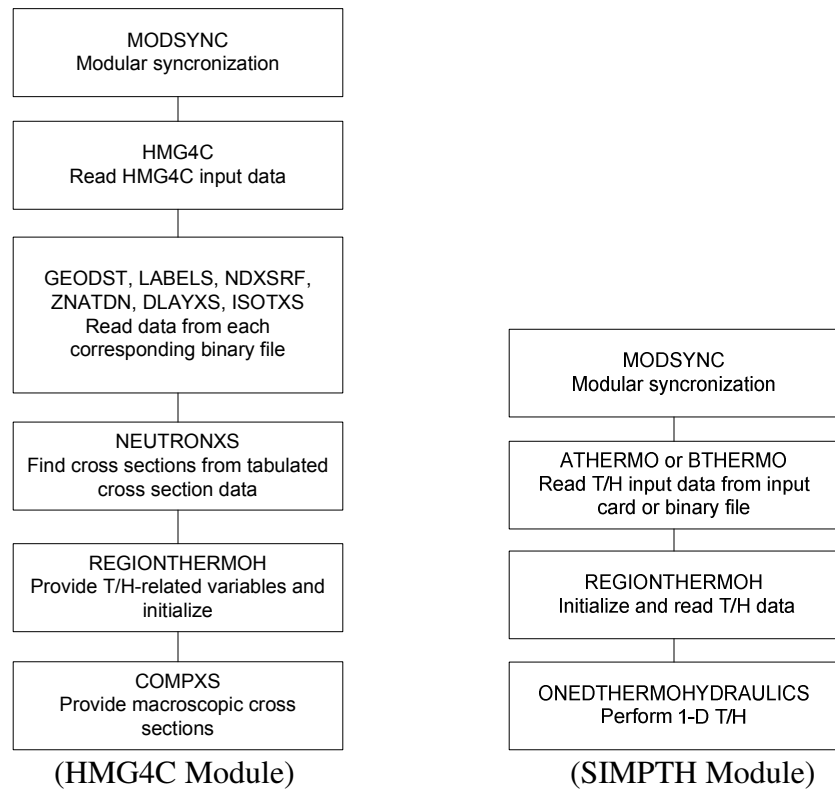 MODSYNC
Modular syncronization
HMG4C
Read HMG4C input data
GEODST, LABELS, NDXSRF,
ZNATDN, DLAYXS, ISOTXS
Read data from each
corresponding binary file
NEUTRONXS
Find cross sections from tabulated
cross section data
REGIONTHERMOH
Provide T/H-related variables and
initialize
COMPXS
Provide macroscopic cross
sections
(HMG4C Module)
MODSYNC
Modular syncronization
ATHERMO or BTHERMO
Read T/H input data from input
card or binary file
REGIONTHERMOH
Initialize and read T/H data
ONEDTHERMOHYDRAULICS
Perform 1-D T/H
(SIMPTH Module)